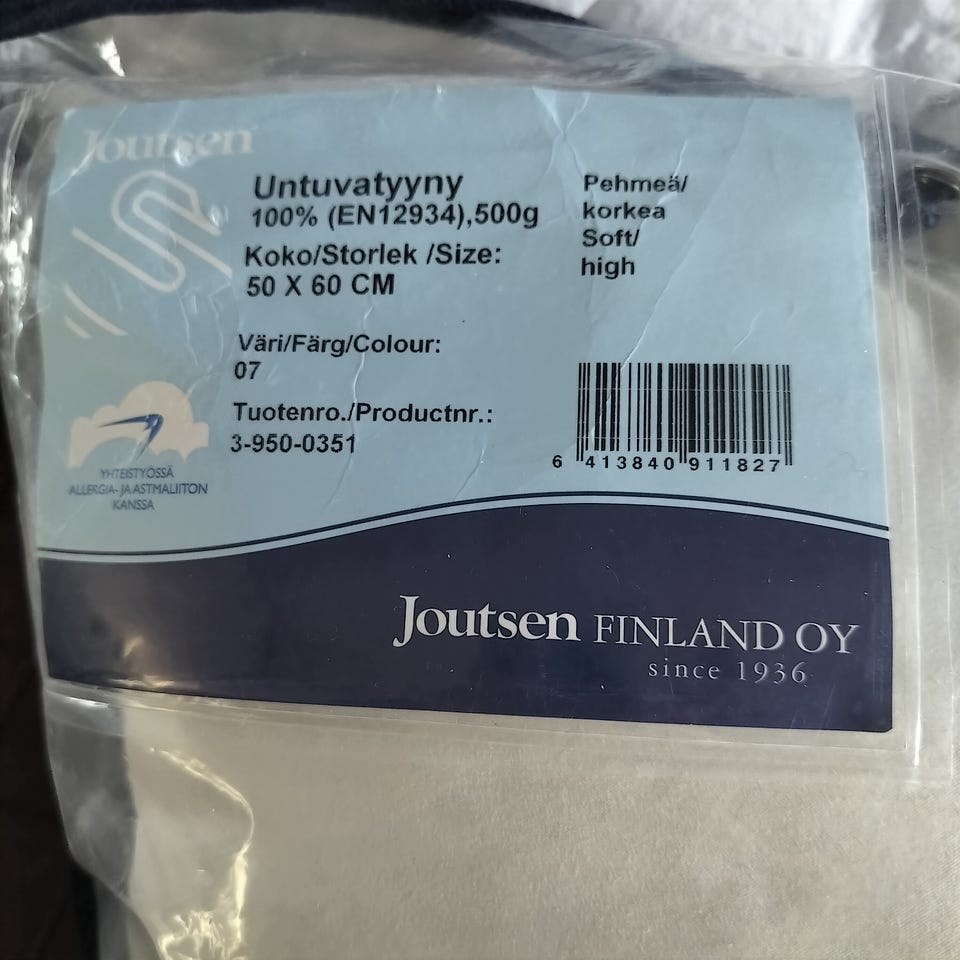 Joutsen
Untuvatyyny
100% (EN12934),500g
Koko/Storlek /Size:
50 X 60 CM
Pehmeä/
korkea
Soft/
high
Väri/Färg/Colour:
07
Tuotenro./Productnr.:
3-950-0351
6 413840 911827
YHTEISTYÖSSÄ
ALLERGIA- JA ASTMALIITON
KANSSA
Joutsen FINLAND OY
since 1936